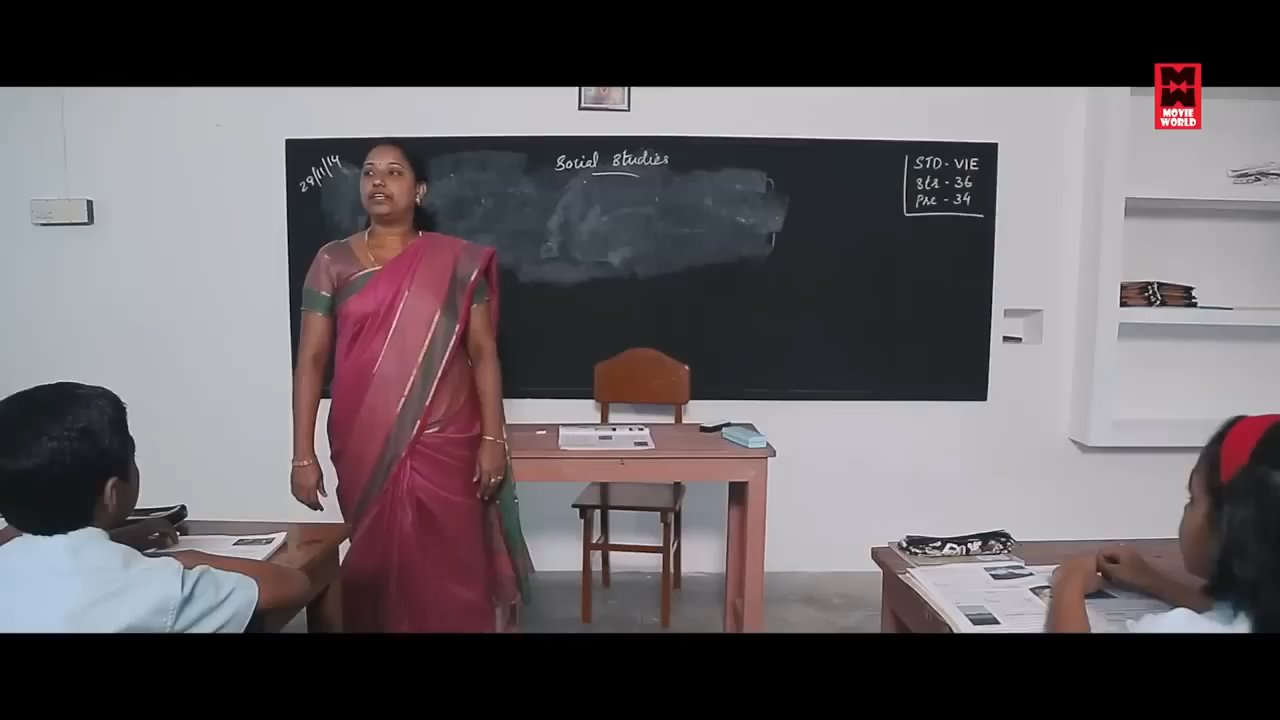 29/11/14
Social Studies
STD - VIE
Str - 36
Pre - 34
MOVIE
WORLD